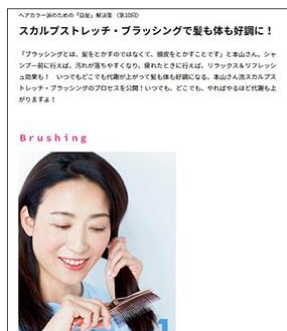 ヘアカラー派のための「白髪」解決策〈第10回〉
スカルプストレッチ・ブラッシングで髪も体も好調に！
「ブラッシングとは、髪をとかすのではなくて、頭皮をとかすことです」と本山さん。シャ
ンプー前に行えば、汚れが落ちやすくなり、疲れたときに行えば、リラックス＆リフレッシ
ュ効果も！　いつでもどこでも代謝が上がって髪も体も好調になる、本山さん流スカルプス
トレッチ・ブラッシングのプロセスを公開！いつでも、どこでも、やればやるほど代謝も上
がりますよ！
Brushing
1